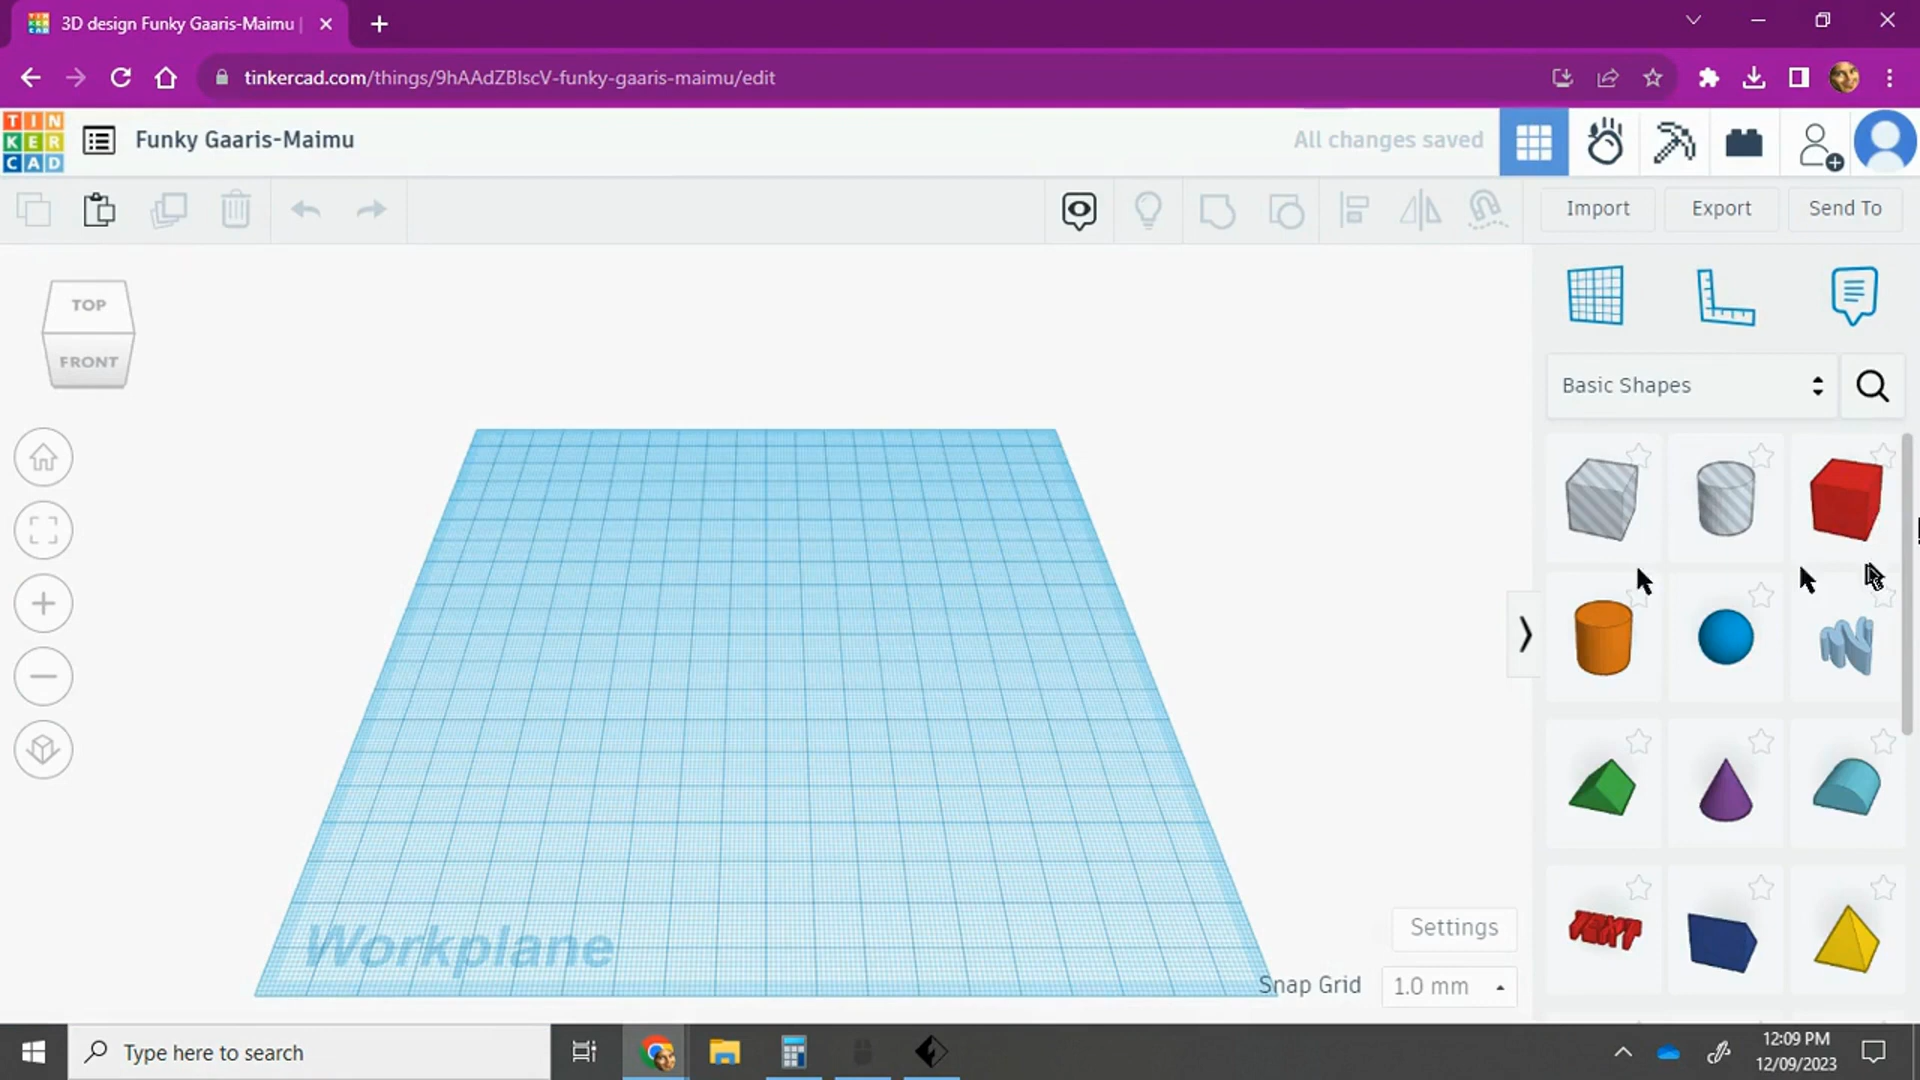 3D design Funky Gaaris-Maimu |
tinkercad.com/things/9hAAdZBIscV-funky-gaaris-maimu/edit
TIN
KER
CAD
Funky Gaaris-Maimu
All changes saved
Import
Export
Send To
TOP
FRONT
Basic Shapes
TEXT
Workplane
Settings
Snap Grid
1.0 mm
Type here to search
12:09 PM
12/09/2023